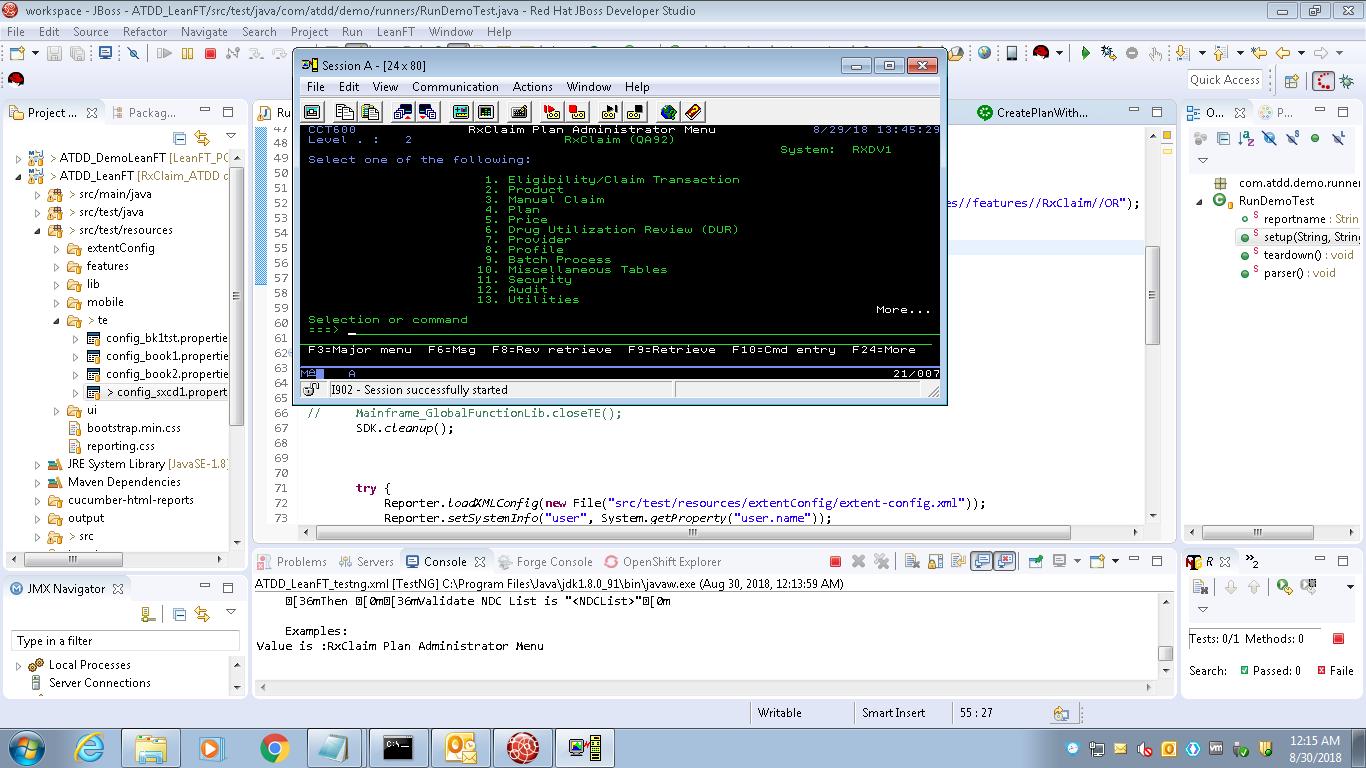 workspace - JBoss - ATDD_LeanFT/src/test/java/com/atdd/demo/runners/RunDemoTest.java - Red Hat JBoss Developer Studio
File Edit Source Refactor Navigate Search Project Run LeanFT Window Help
Quick Access
Project ...
Packag...
> ATDD_DemoLeanFT [LeanFT_PO
> ATDD_LeanFT [RxClaim_ATDD
> src/main/java
> src/test/java
> src/test/resources
extentConfig
features
lib
mobile
> te
config_bk1tst.propertie
config_book1.propertie
config_book2.propertie
> config_sxcd1.propert
ui
bootstrap.min.css
reporting.css
JRE System Library [JavaSE-1.8]
Maven Dependencies
cucumber-html-reports
output
> src
JMX Navigator
Type in a filter
Local Processes
Server Connections
Session A - [24 x 80]
File Edit View Communication Actions Window Help
CCT600 RxClaim Plan Administrator Menu 8/29/18 13:45:29
Level . : 2 RxClaim (QA92)
System: RXDV1
Select one of the following:
1. Eligibility/Claim Transaction
2. Product
3. Manual Claim
4. Plan
5. Price
6. Drug Utilization Review (DUR)
7. Provider
8. Profile
9. Batch Process
10. Miscellaneous Tables
11. Security
12. Audit
13. Utilities
More...
Selection or command
===>
F3=Major menu F6=Msg F8=Rev retrieve F9=Retrieve F10=Cmd entry F24=More
A 21/007
I902 - Session successfully started
Ru
CreatePlanWith...
47
48
49
50
51
52 es//features//RxClaim//OR");
53
54
55
56
57
58
59
60
61
62
63
64
65
66 // Mainframe_GlobalFunctionLib.closeTE();
67 SDK.cleanup();
68
69
70
71 try {
72 Reporter.loadXMLConfig(new File("src/test/resources/extentConfig/extent-config.xml"));
73 Reporter.setSystemInfo("user", System.getProperty("user.name"));
O...
P...
com.atdd.demo.runner
RunDemoTest
reportname : Strin
setup(String, Strin
teardown() : void
parser() : void
Problems Servers Console Forge Console OpenShift Explorer
ATDD_LeanFT_testng.xml [TestNG] C:\Program Files\Java\jdk1.8.0_91\bin\javaw.exe (Aug 30, 2018, 12:13:59 AM)
[36mThen [0m[36mValidate NDC List is "<NDCList>"[0m
Examples:
Value is :RxClaim Plan Administrator Menu
R
»2
Tests: 0/1 Methods: 0
Search: Passed: 0 Faile
Writable Smart Insert 55 : 27
12:15 AM
8/30/2018